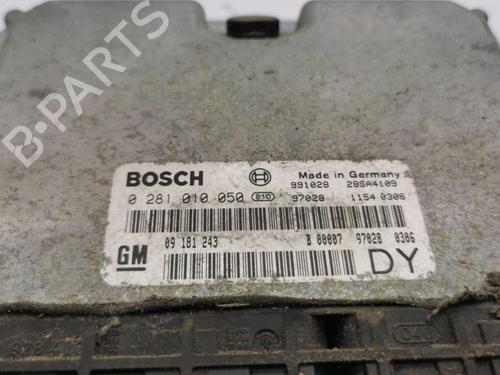 B-PARTS
BOSCH
Made in Germany
991028 28SA4109
0 281 010 050 810 97028 1154 0306
GM
09 181 243 B 00007 97028 0306
DY